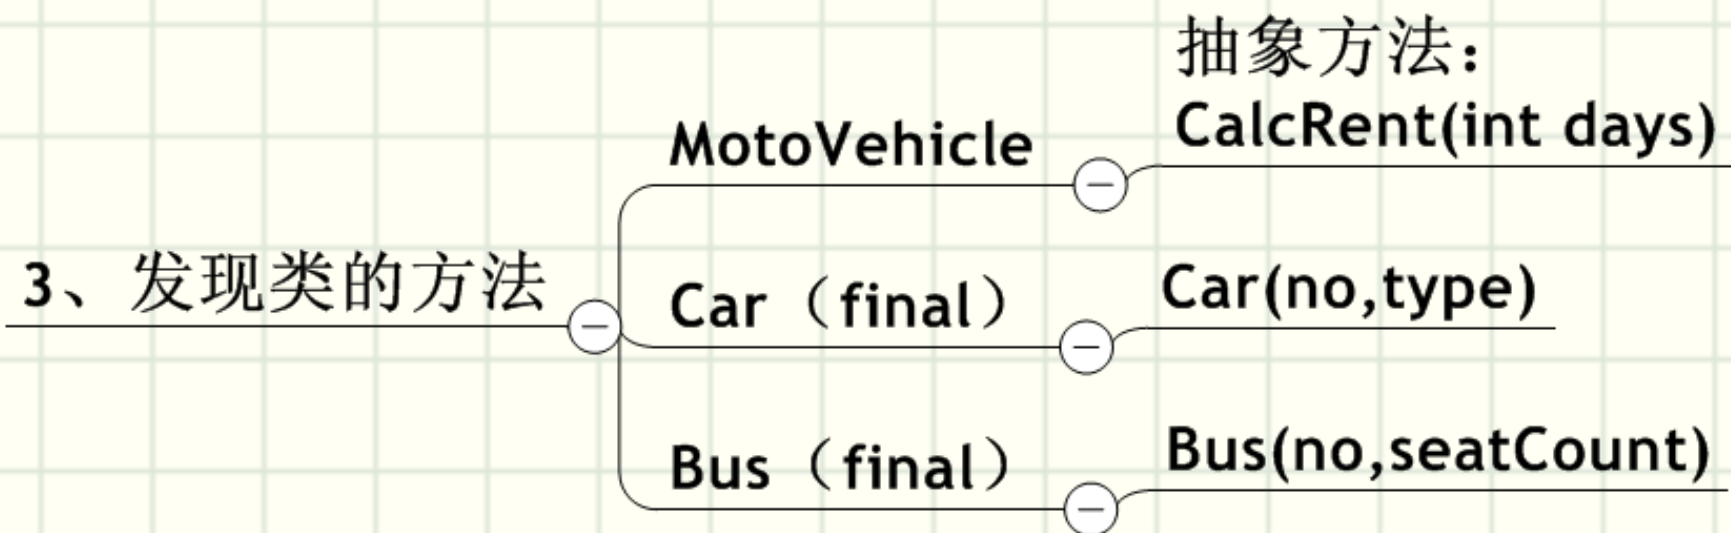 抽象方法：
CalcRent(int days)
MotoVehicle
3、发现类的方法
Car（final）
Car(no,type)
Bus（final）
Bus(no,seatCount)